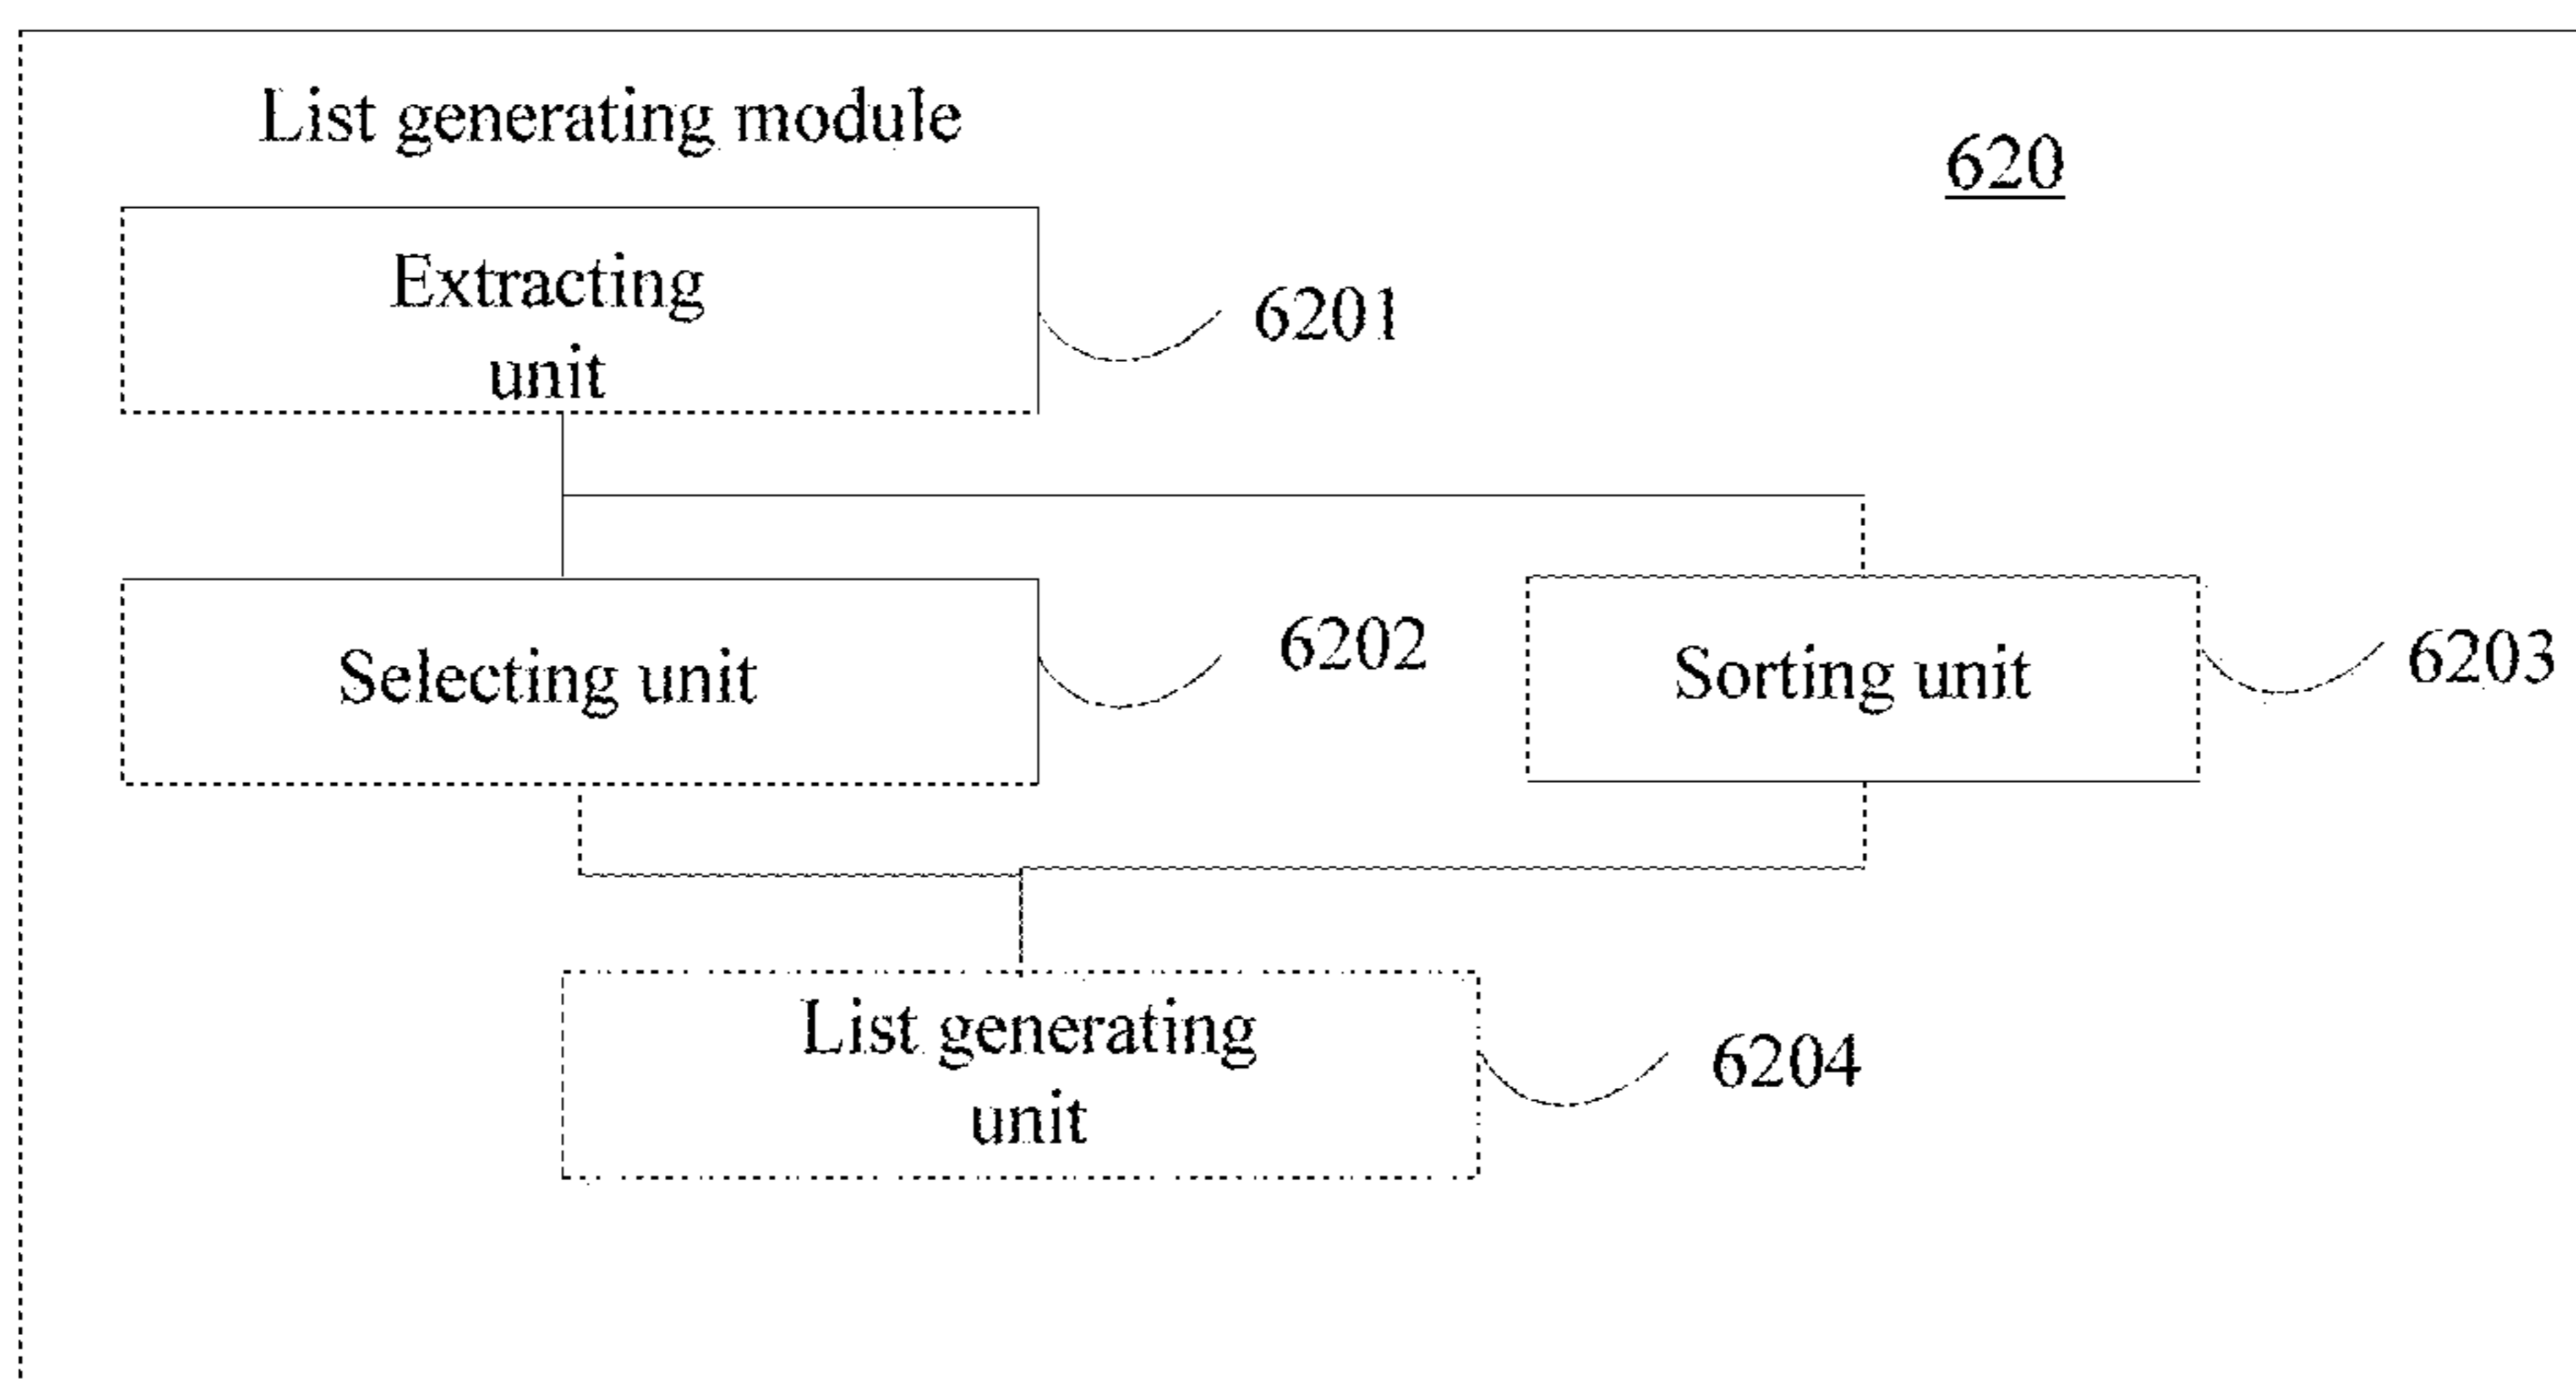 List generating module
620
Extracting
unit
6201
Selecting unit
6202
Sorting unit
6203
List generating
unit
6204